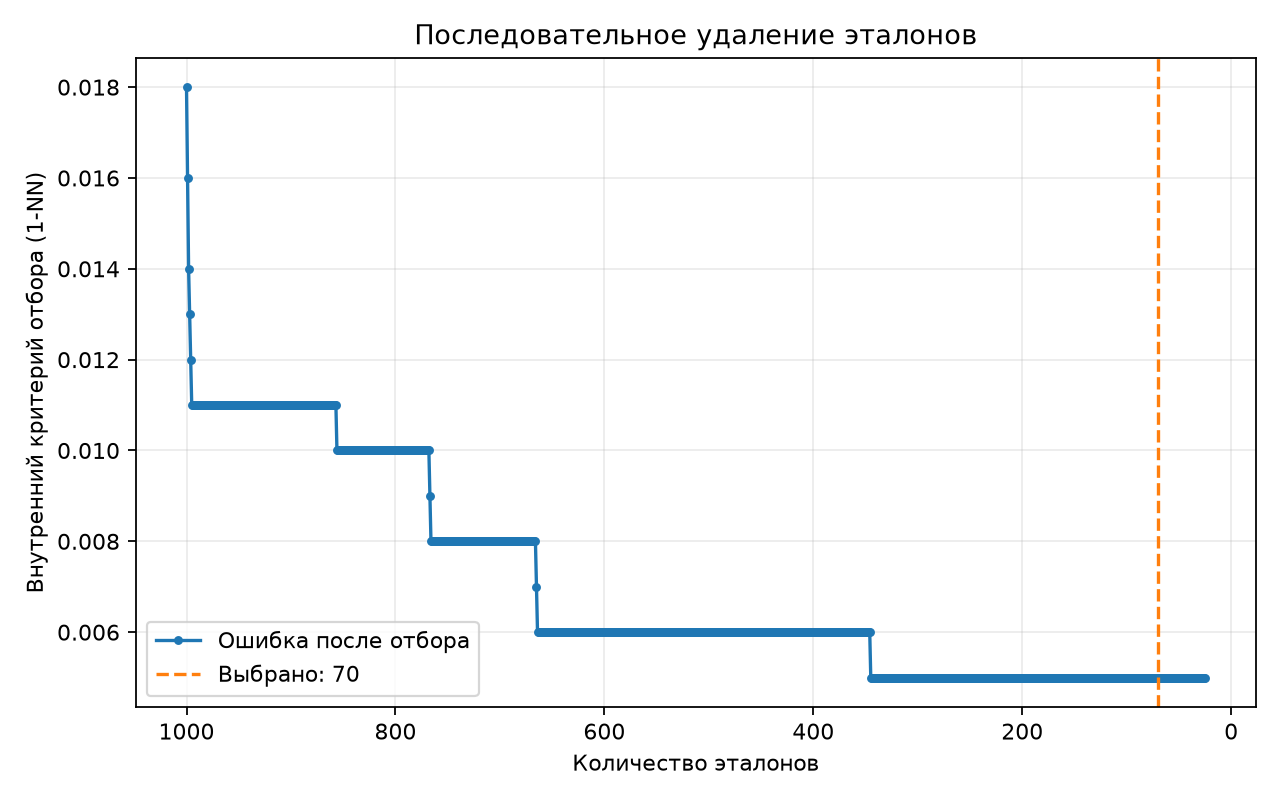 Последовательное удаление эталонов
Внутренний критерий отбора (1-NN)
0.018
0.016
0.014
0.012
0.010
0.008
0.006
Ошибка после отбора
Выбрано: 70
1000 800 600 400 200 0
Количество эталонов